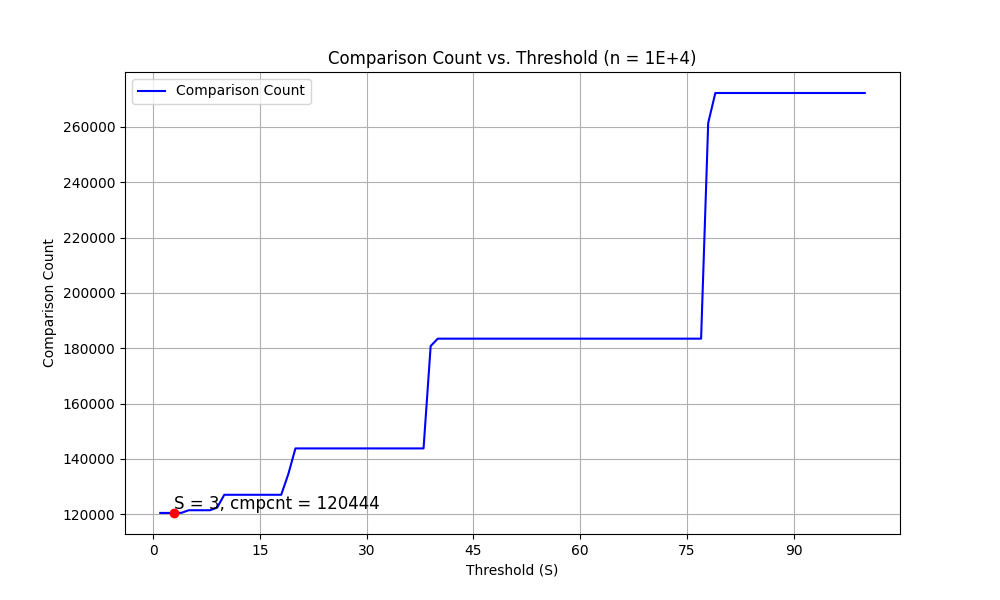 Comparison Count vs. Threshold (n = 1E+4)
Comparison Count
260000
240000
220000
200000
180000
160000
140000
120000
Comparison Count
S = 3, cmpcnt = 120444
0 15 30 45 60 75 90
Threshold (S)